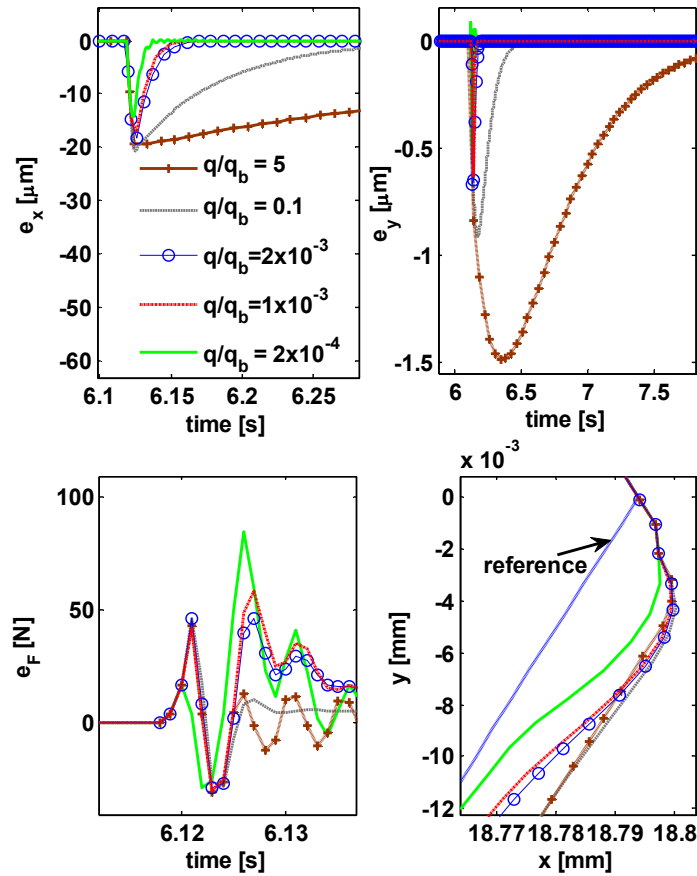 0
-10
-20
-30
-40
-50
-60
e_x [μm]
6.1 6.15 6.2 6.25
time [s]
q/q_b = 5
q/q_b = 0.1
q/q_b=2x10^-3
q/q_b=1x10^-3
q/q_b = 2x10^-4
0
-0.5
-1
-1.5
e_y [μm]
6 6.5 7 7.5
time [s]
100
50
0
e_F [N]
6.12 6.13
time [s]
x 10^-3
0
-2
-4
-6
-8
-10
-12
y [mm]
reference
18.77 18.78 18.79 18.8
x [mm]